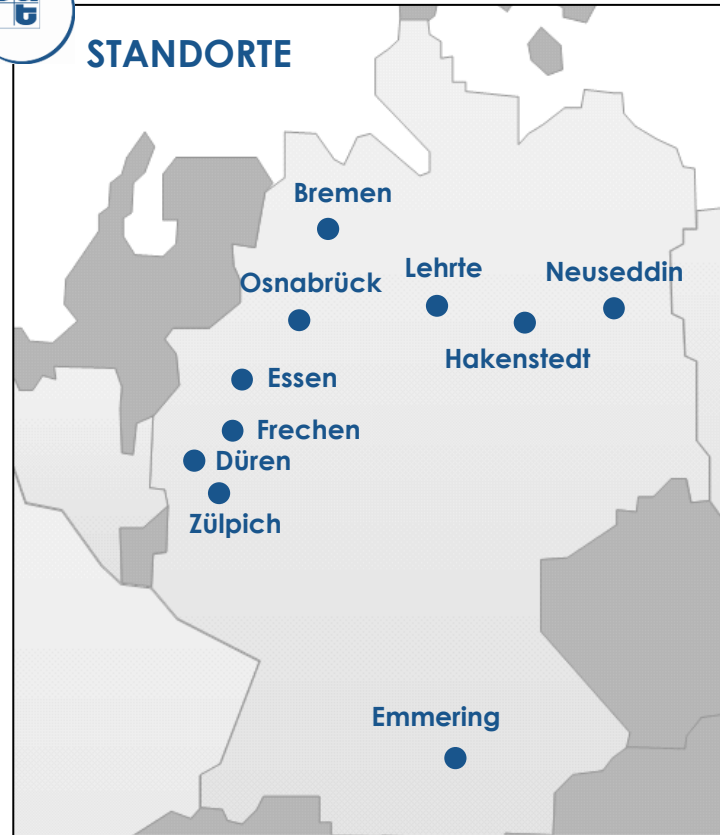 STANDORTE
Bremen
Osnabrück
Lehrte
Neuseddin
Hakenstedt
Essen
Frechen
Düren
Zülpich
Emmering